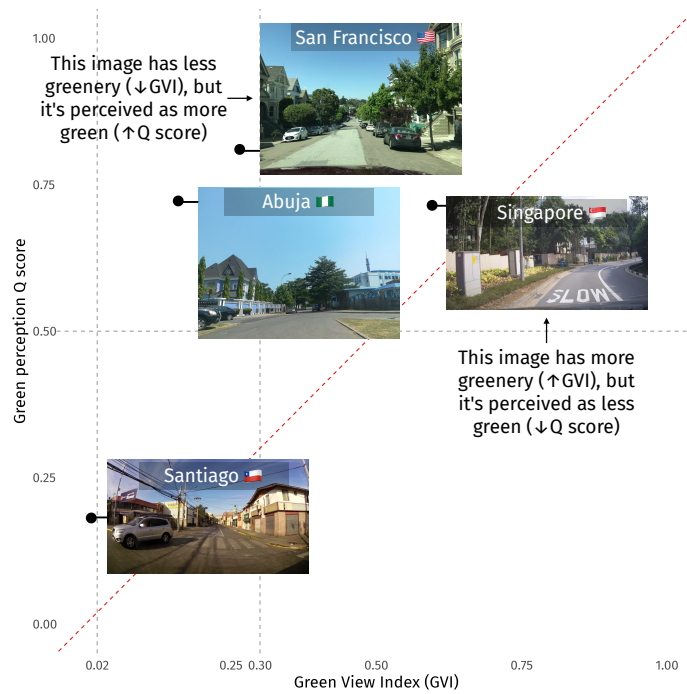 1.00
San Francisco
This image has less
greenery (↓GVI), but
it's perceived as more
green (↑Q score)
0.75
Abuja
Singapore
SLOW
Green perception Q score
0.50
This image has more
greenery (↑GVI), but
it's perceived as less
green (↓Q score)
0.25
Santiago
0.00
0.02 0.25 0.30 0.50 0.75 1.00
Green View Index (GVI)